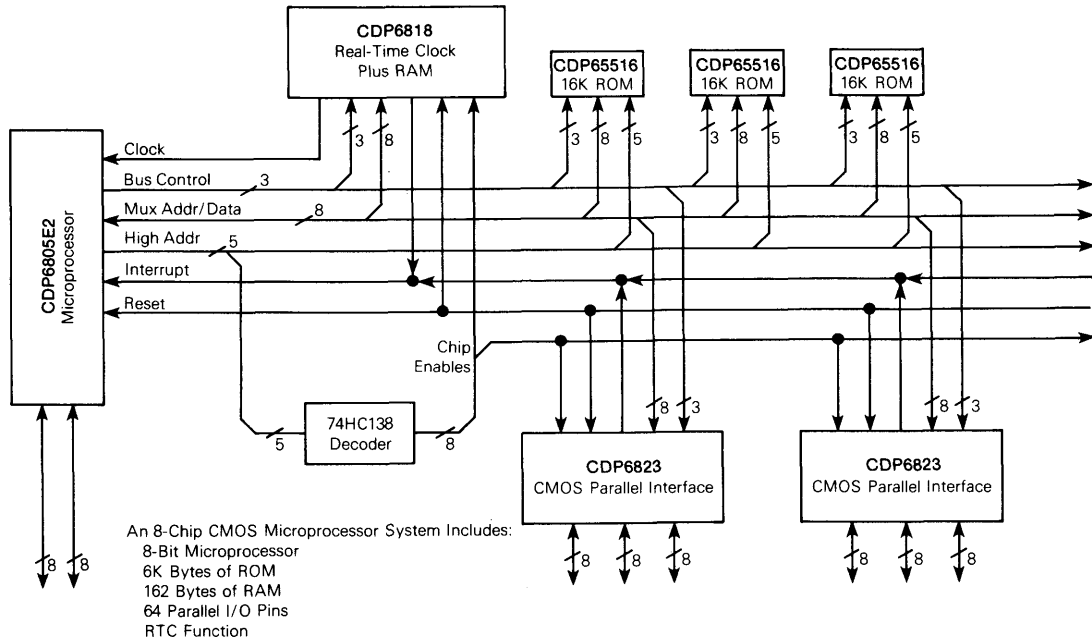 CDP6818
Real-Time Clock
Plus RAM
CDP65516
16K ROM
CDP65516
16K ROM
CDP65516
16K ROM
3
8
3
8
5
3
8
5
3
8
5
CDP6805E2
Microprocessor
Clock
Bus Control
3
Mux Addr/Data
8
High Addr
5
Interrupt
Reset
Chip
Enables
8
3
8
3
5
74HC138
Decoder
8
CDP6823
CMOS Parallel Interface
CDP6823
CMOS Parallel Interface
8
8
8
8
8
8
8
8
An 8-Chip CMOS Microprocessor System Includes:
8-Bit Microprocessor
6K Bytes of ROM
162 Bytes of RAM
64 Parallel I/O Pins
RTC Function